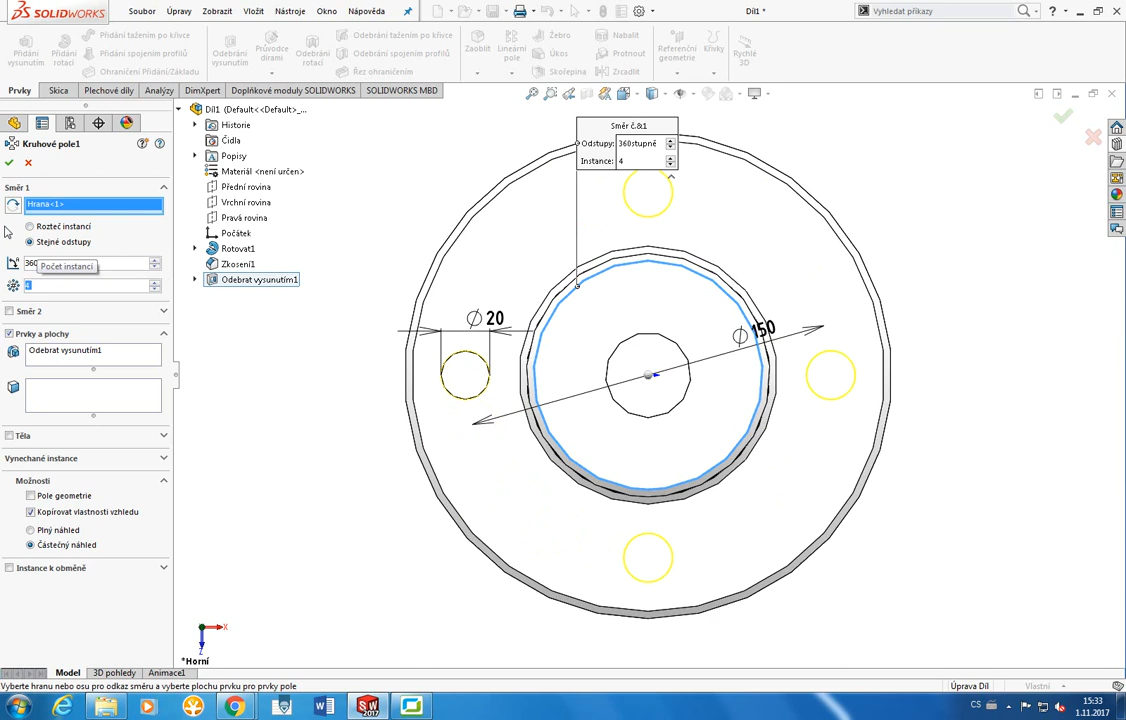 SOLIDWORKS
Soubor
Úpravy
Zobrazit
Vložit
Nástroje
Okno
Nápověda
Díl1 *
Vyhledat příkazy
Přidání vysunutím
Přidání rotací
Přidání tažením po křivce
Přidání spojením profilů
Ohraničení Přidání/Základu
Odebrání vysunutím
Průvodce dírami
Odebrání rotací
Odebrání tažením po křivce
Odebrání spojením profilů
Řez ohraničením
Zaoblit
Lineární pole
Žebro
Úkos
Skořepina
Nabalit
Protnout
Zrcadlit
Referenční geometrie
Křivky
Rychlé 3D
Prvky
Skica
Plechové díly
Analýzy
DimXpert
Doplňkové moduly SOLIDWORKS
SOLIDWORKS MBD
Kruhové pole1
Směr 1
Hrana<1>
Rozteč instancí
Stejné odstupy
360
Počet instancí
4
Směr 2
Prvky a plochy
Odebrat vysunutím1
Těla
Vynechané instance
Možnosti
Pole geometrie
Kopírovat vlastnosti vzhledu
Plný náhled
Částečný náhled
Instance k obměně
Díl1 (Default<<Default>_...
Historie
Čidla
Popisy
Materiál <není určen>
Přední rovina
Vrchní rovina
Pravá rovina
Počátek
Rotovat1
Zkosení1
Odebrat vysunutím1
Směr č.&1
Odstupy: 360stupně
Instance: 4
∅ 20
∅ 150
X
Z
*Horní
Model
3D pohledy
Animace1
Vyberte hranu nebo osu pro odkaz směru a vyberte plochu prvku pro prvky pole
Úprava Díl
Vlastní
CS
15:33
1.11.2017